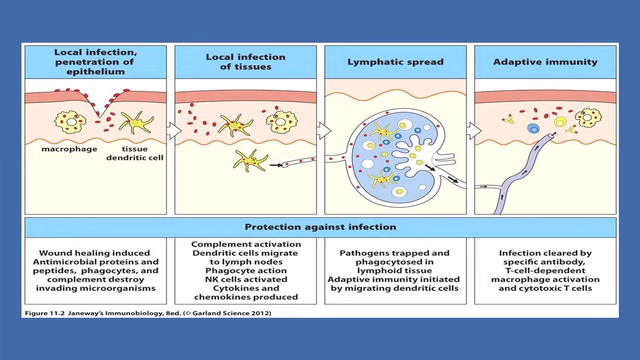 Local infection,
penetration of
epithelium
Local infection
of tissues
Lymphatic spread
Adaptive immunity
macrophage
tissue
dendritic cell
Protection against infection
Wound healing induced
Antimicrobial proteins and
peptides, phagocytes, and
complement destroy
invading microorganisms
Complement activation
Dendritic cells migrate
to lymph nodes
Phagocyte action
NK cells activated
Cytokines and
chemokines produced
Pathogens trapped and
phagocytosed in
lymphoid tissue
Adaptive immunity initiated
by migrating dendritic cells
Infection cleared by
specific antibody,
T-cell-dependent
macrophage activation
and cytotoxic T cells
Figure 11.2 Janeway's Immunobiology, 8ed. (© Garland Science 2012)